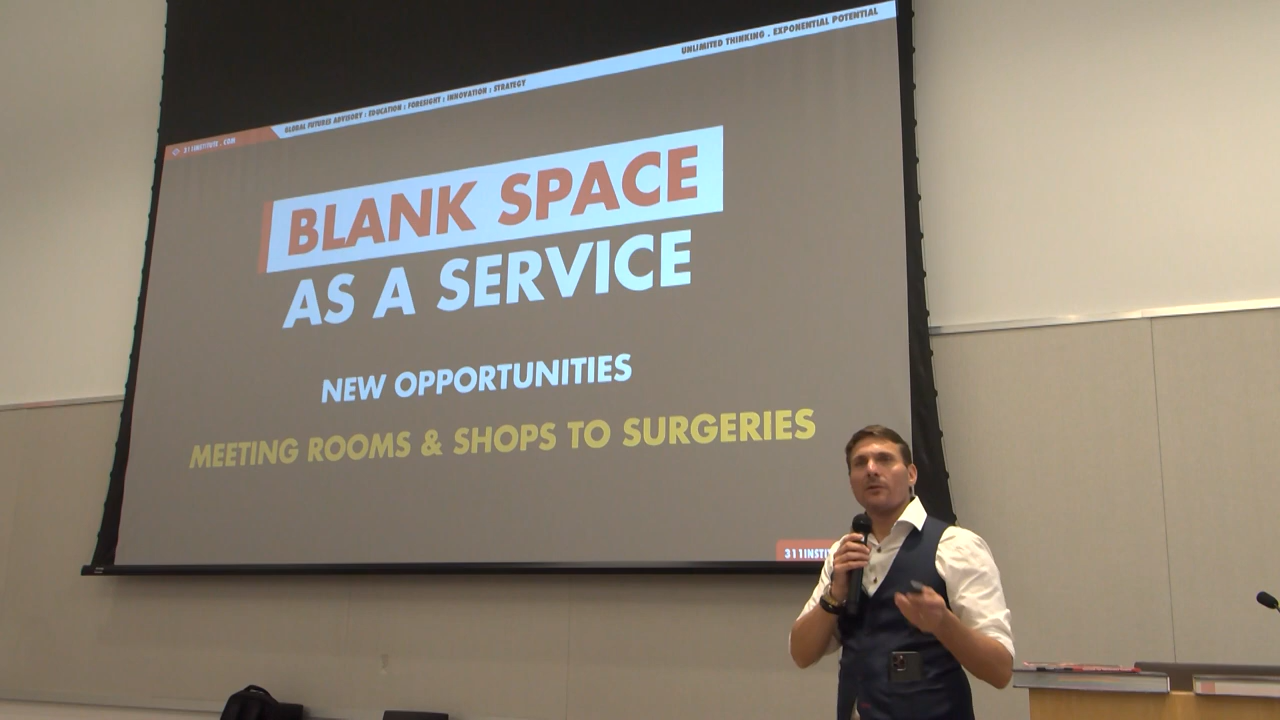 UNLIMITED THINKING . EXPONENTIAL POTENTIAL
GLOBAL FUTURES ADVISORY : EDUCATION : FORESIGHT : INNOVATION : STRATEGY
311INSTITUTE . COM
BLANK SPACE
AS A SERVICE
NEW OPPORTUNITIES
MEETING ROOMS & SHOPS TO SURGERIES
311INSTI